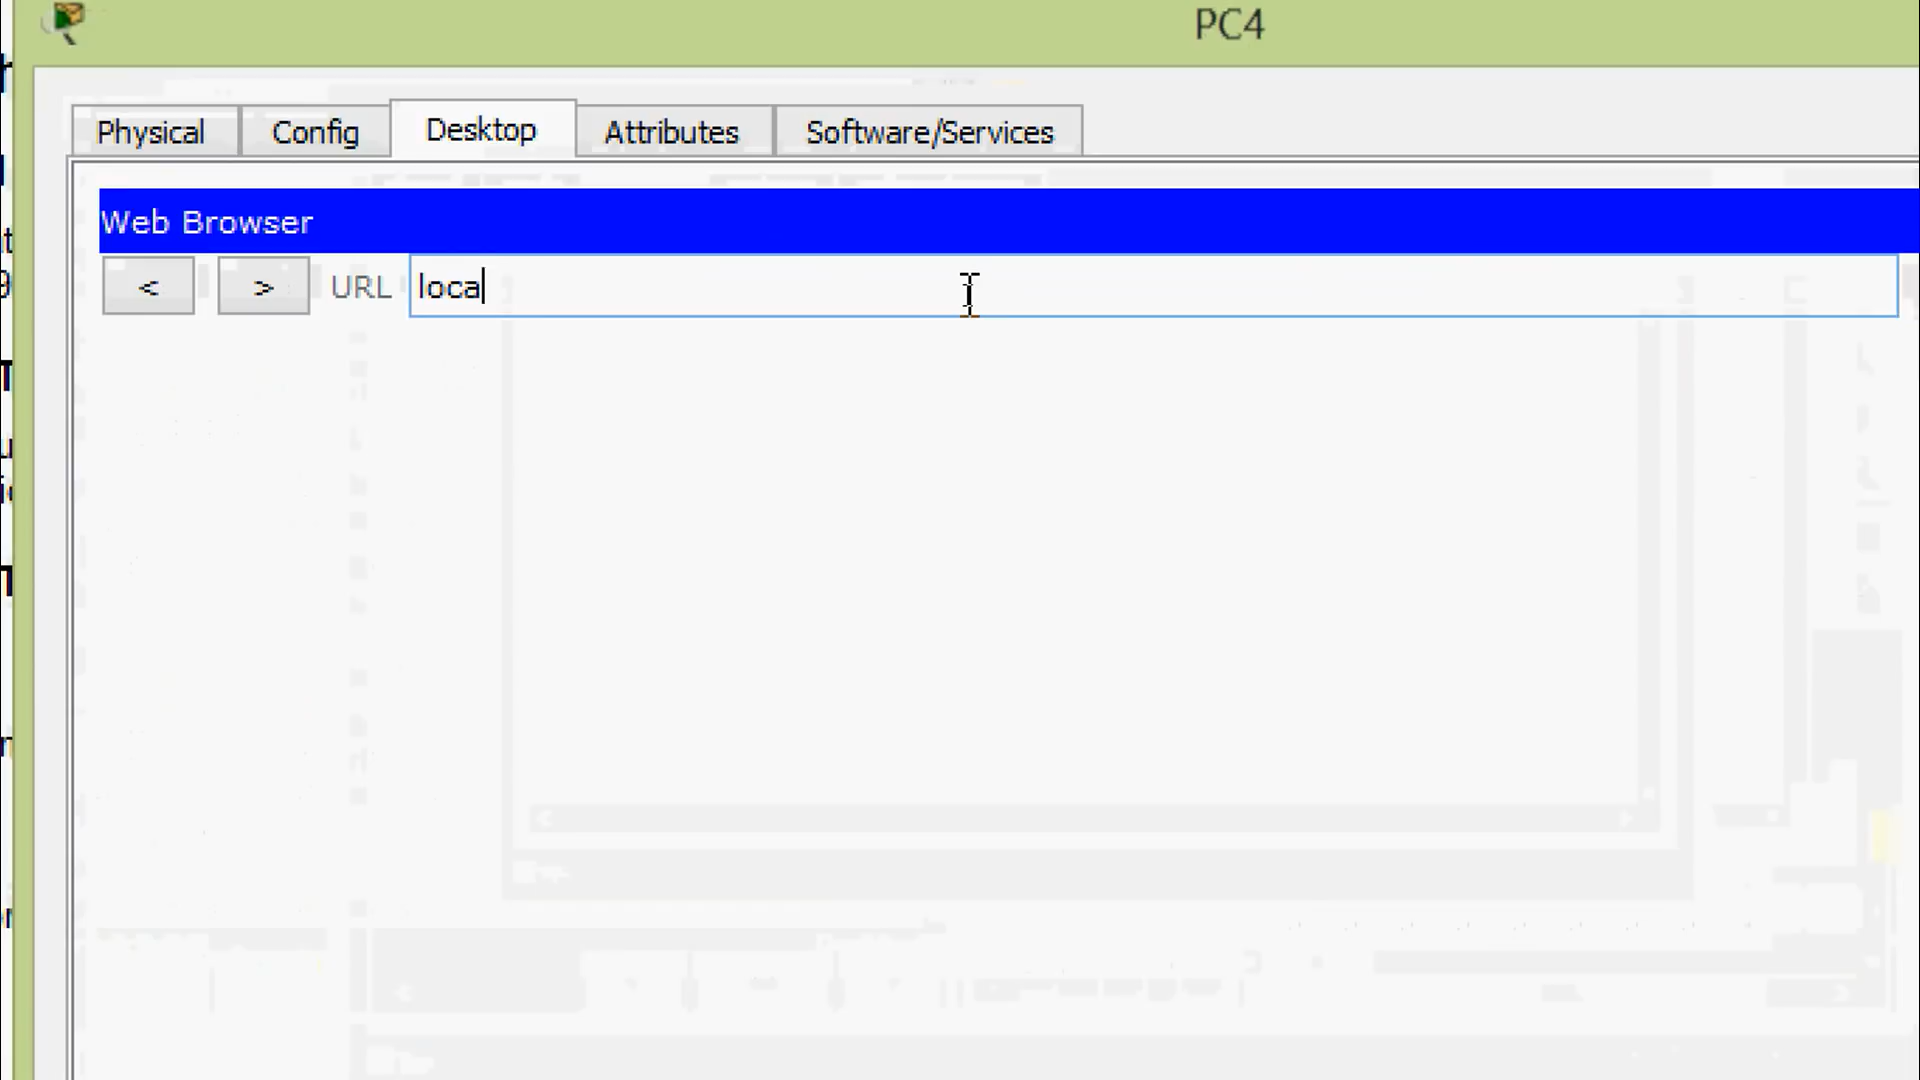 PC4
Physical Config Desktop Attributes Software/Services
Web Browser
< > URL loca